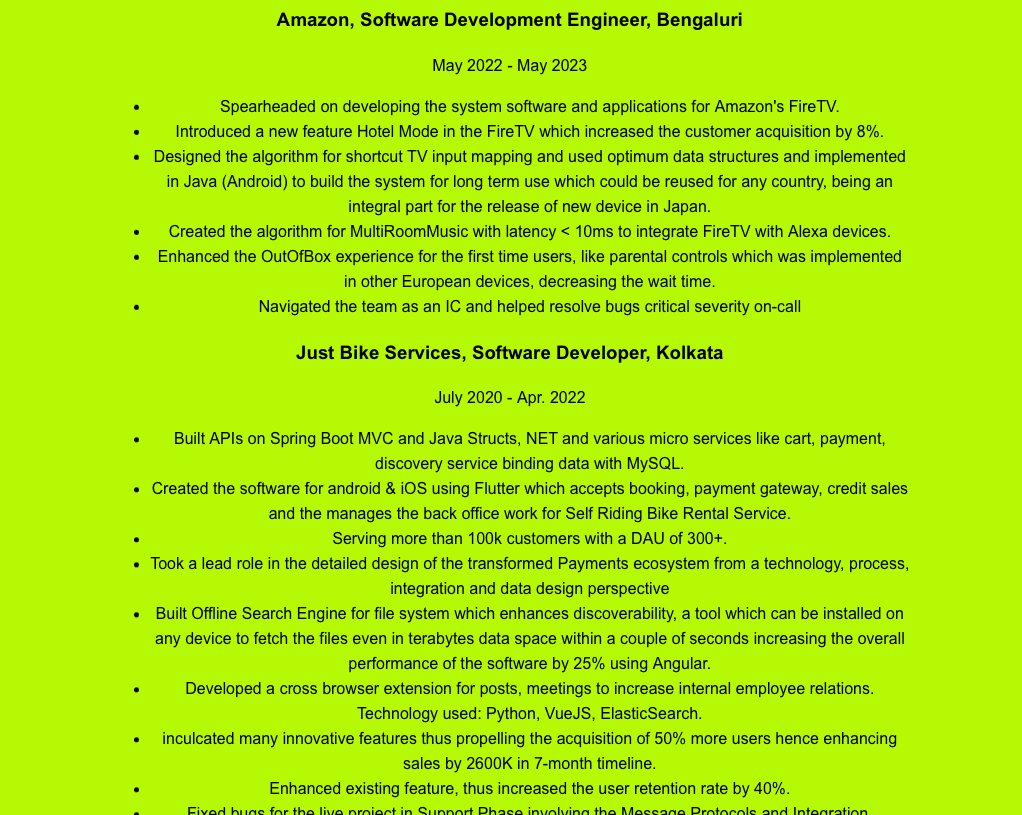 Amazon, Software Development Engineer, Bengaluri
May 2022 - May 2023
• Spearheaded on developing the system software and applications for Amazon's FireTV.
• Introduced a new feature Hotel Mode in the FireTV which increased the customer acquisition by 8%.
• Designed the algorithm for shortcut TV input mapping and used optimum data structures and implemented
in Java (Android) to build the system for long term use which could be reused for any country, being an
integral part for the release of new device in Japan.
• Created the algorithm for MultiRoomMusic with latency < 10ms to integrate FireTV with Alexa devices.
• Enhanced the OutOfBox experience for the first time users, like parental controls which was implemented
in other European devices, decreasing the wait time.
• Navigated the team as an IC and helped resolve bugs critical severity on-call
Just Bike Services, Software Developer, Kolkata
July 2020 - Apr. 2022
• Built APIs on Spring Boot MVC and Java Structs, NET and various micro services like cart, payment,
discovery service binding data with MySQL.
• Created the software for android & iOS using Flutter which accepts booking, payment gateway, credit sales
and the manages the back office work for Self Riding Bike Rental Service.
• Serving more than 100k customers with a DAU of 300+.
• Took a lead role in the detailed design of the transformed Payments ecosystem from a technology, process,
integration and data design perspective
• Built Offline Search Engine for file system which enhances discoverability, a tool which can be installed on
any device to fetch the files even in terabytes data space within a couple of seconds increasing the overall
performance of the software by 25% using Angular.
• Developed a cross browser extension for posts, meetings to increase internal employee relations.
Technology used: Python, VueJS, ElasticSearch.
• inculcated many innovative features thus propelling the acquisition of 50% more users hence enhancing
sales by 2600K in 7-month timeline.
• Enhanced existing feature, thus increased the user retention rate by 40%.
• Fixed bugs for the live project in Support Phase involving the Message Protocols and Integration